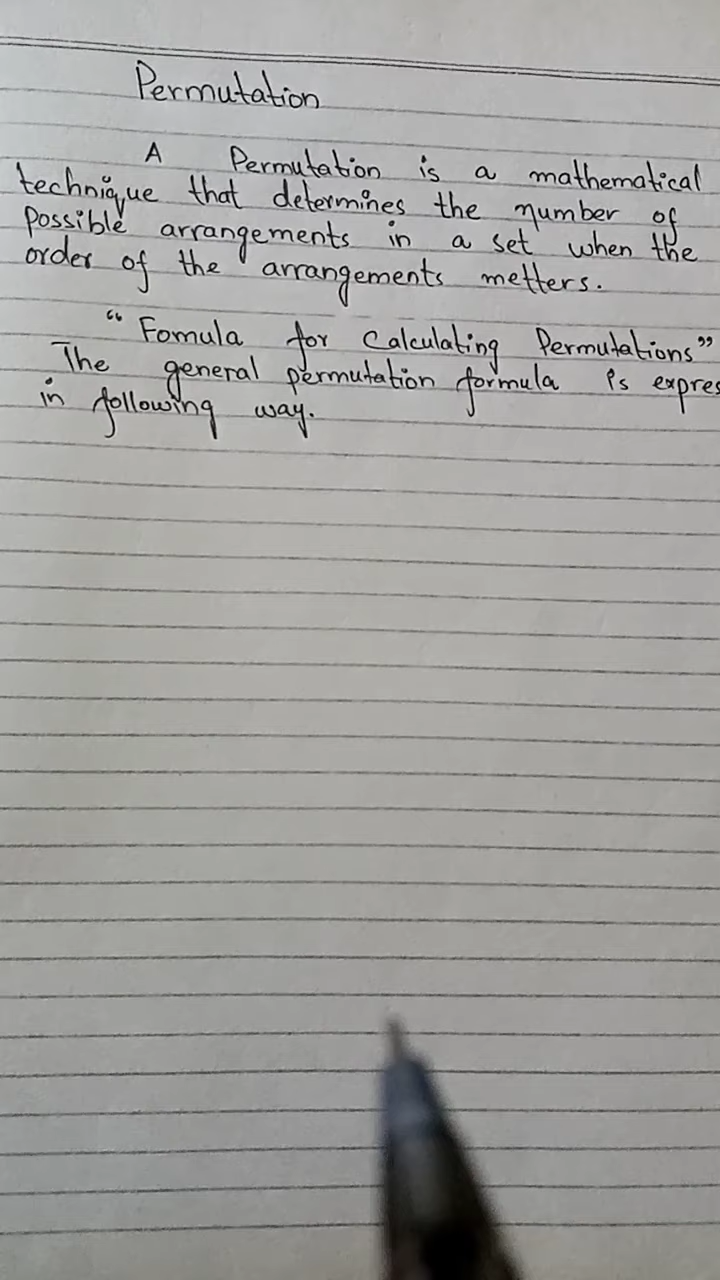 Permutation
A Permutation is a mathematical
technique that determines the number of
possible arrangements in a set when the
order of the arrangements metters.
“Fomula for Calculating Permutations”
The general permutation formula is expres
in following way.